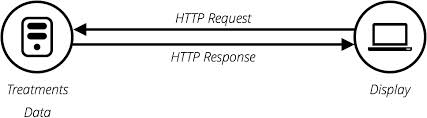 HTTP Request
HTTP Response
Treatments
Data
Display